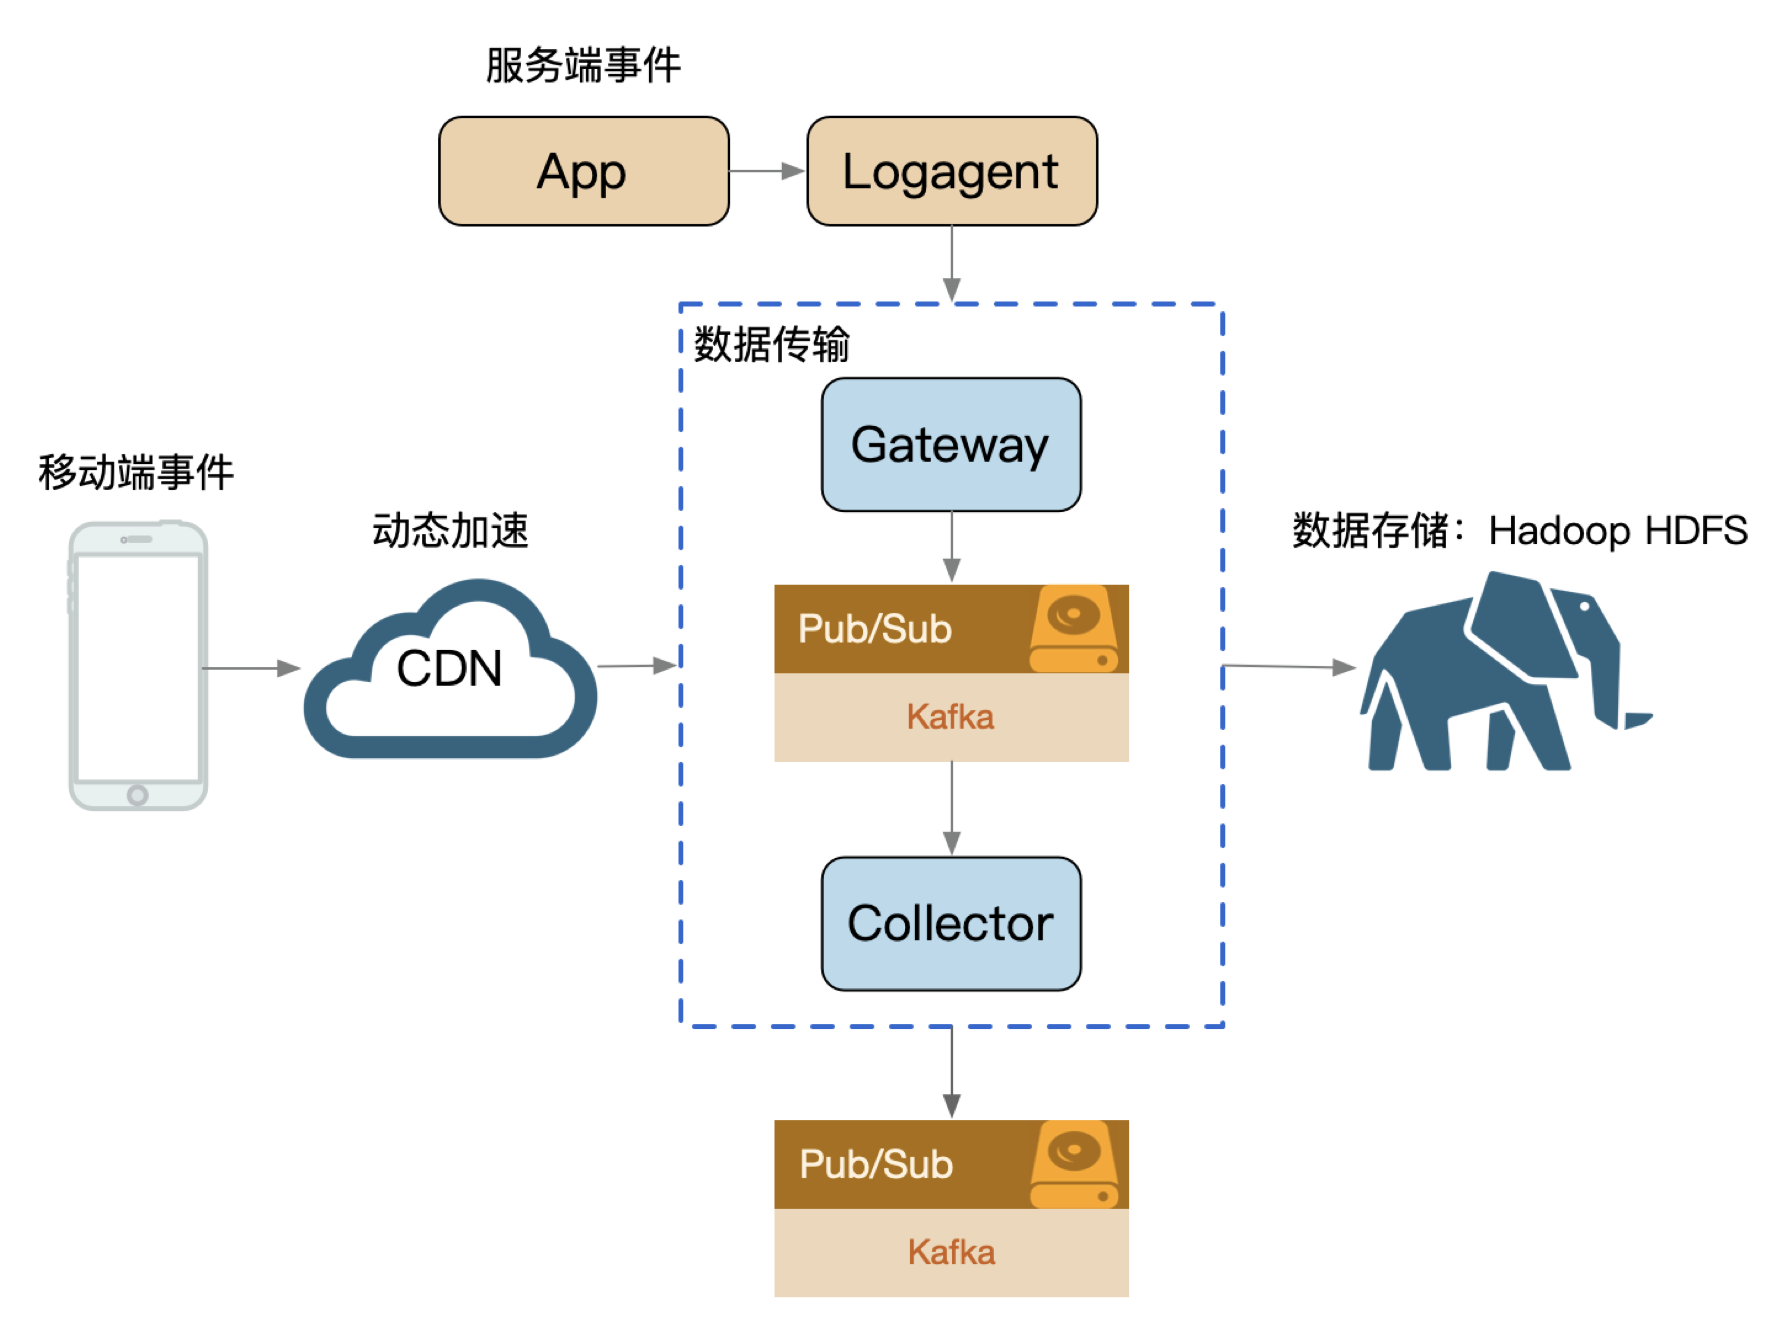 服务端事件
App
Logagent
数据传输
Gateway
移动端事件
动态加速
CDN
Pub/Sub
Kafka
数据存储：Hadoop HDFS
Collector
Pub/Sub
Kafka